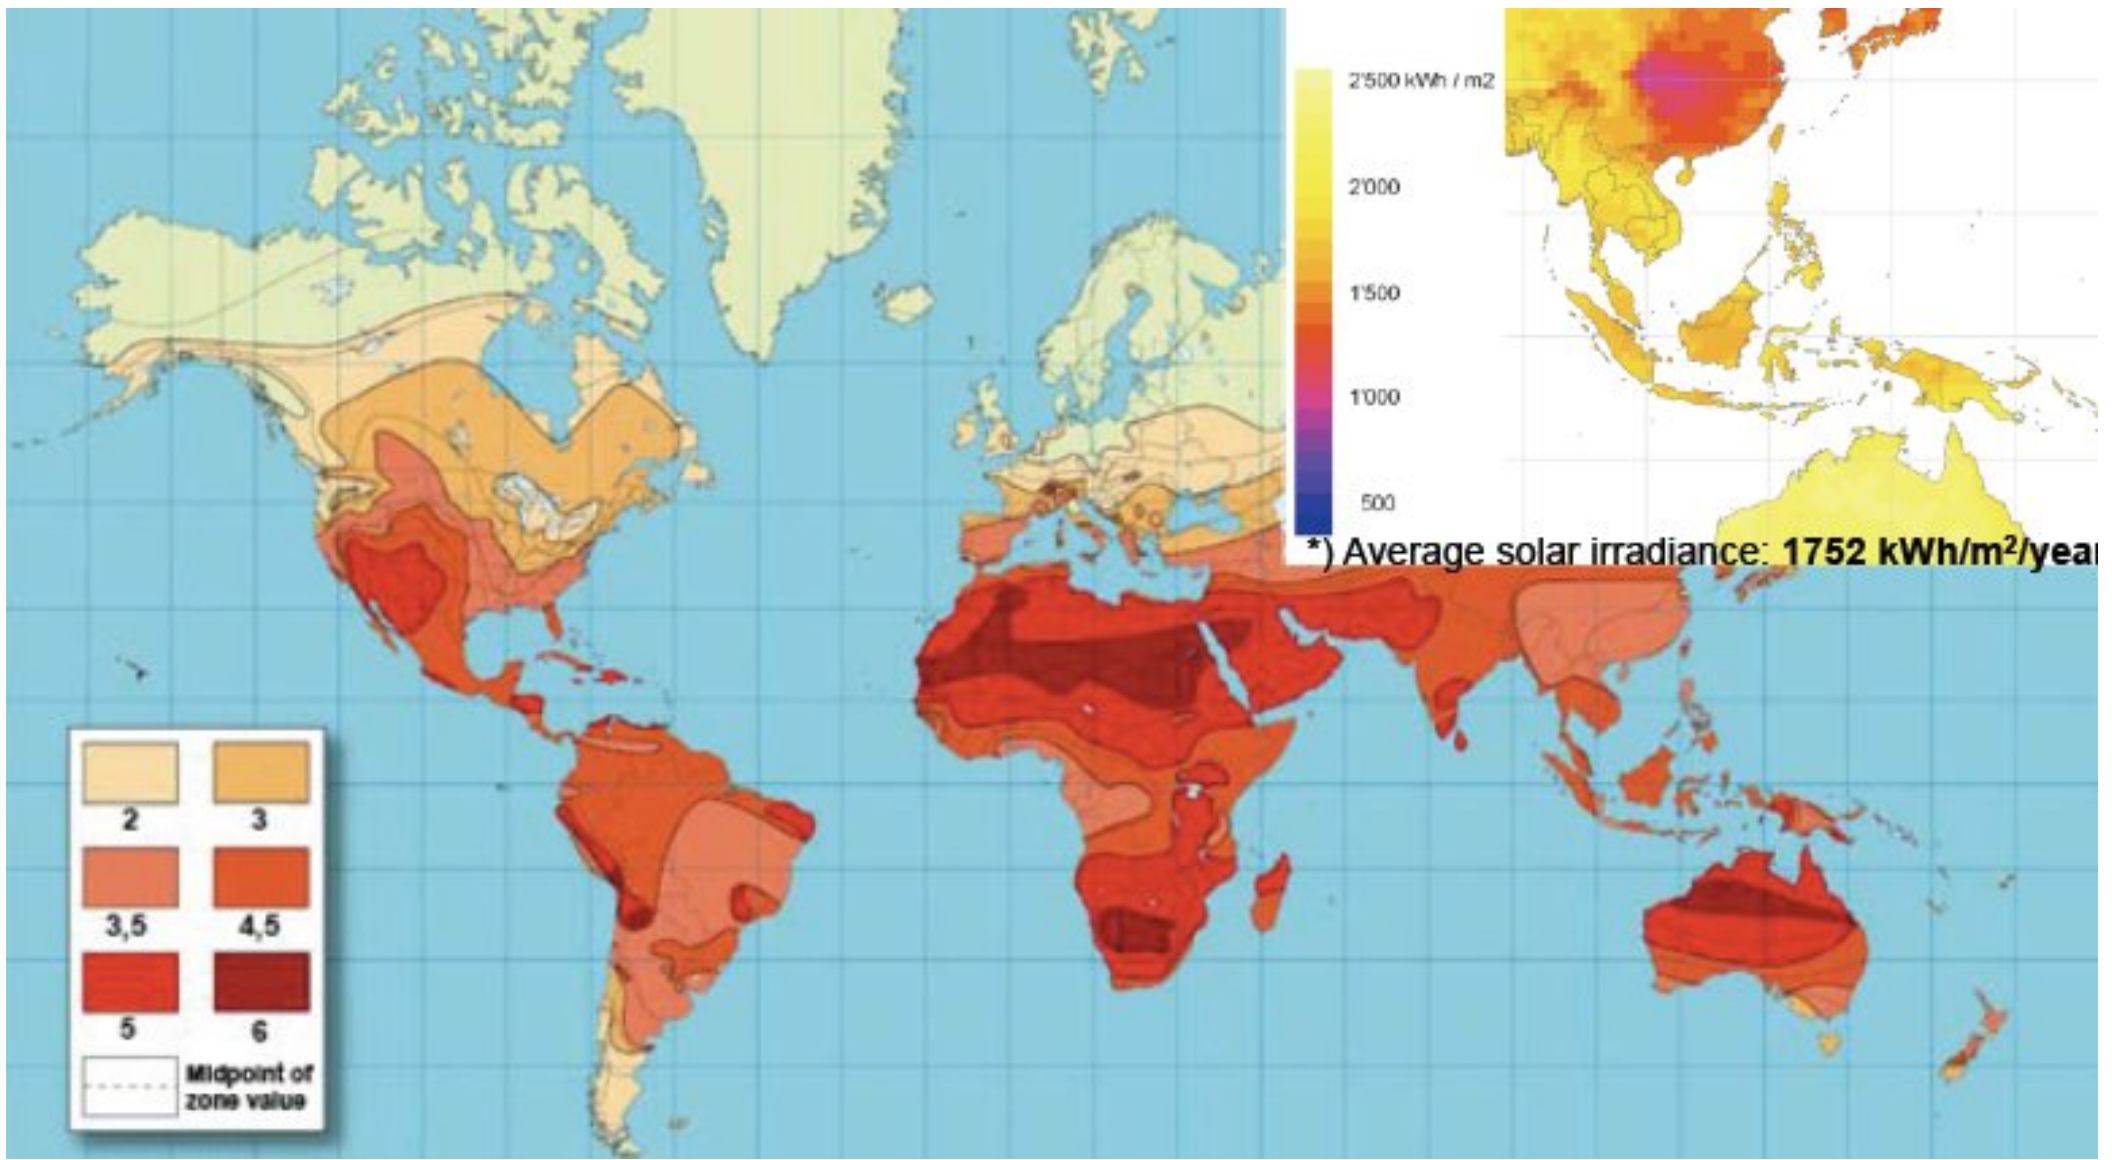 2'500 kWh / m2
2'000
1'500
1'000
500
*) Average solar irradiance: 1752 kWh/m²/year
2 3
3,5 4,5
5 6
Midpoint of
zone value